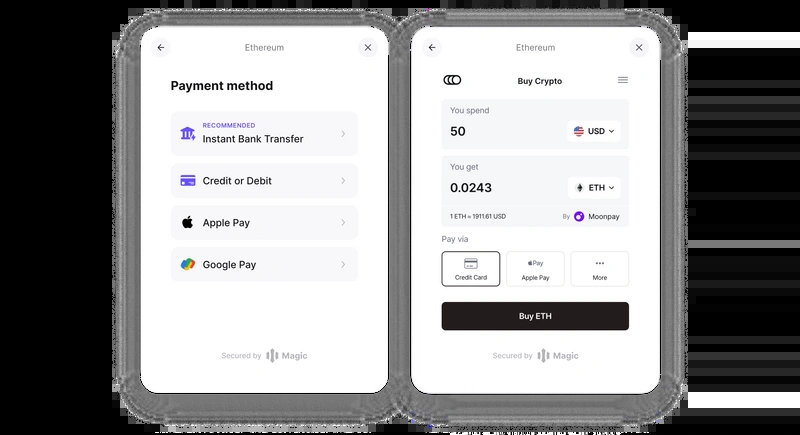 Ethereum
Payment method
RECOMMENDED
Instant Bank Transfer
Credit or Debit
Apple Pay
Google Pay
Secured by Magic
Ethereum
Buy Crypto
You spend
50 USD
You get
0.0243 ETH
1 ETH ≈ 1911.61 USD By Moonpay
Pay via
Credit Card
Pay
Apple Pay
More
Buy ETH
Secured by Magic